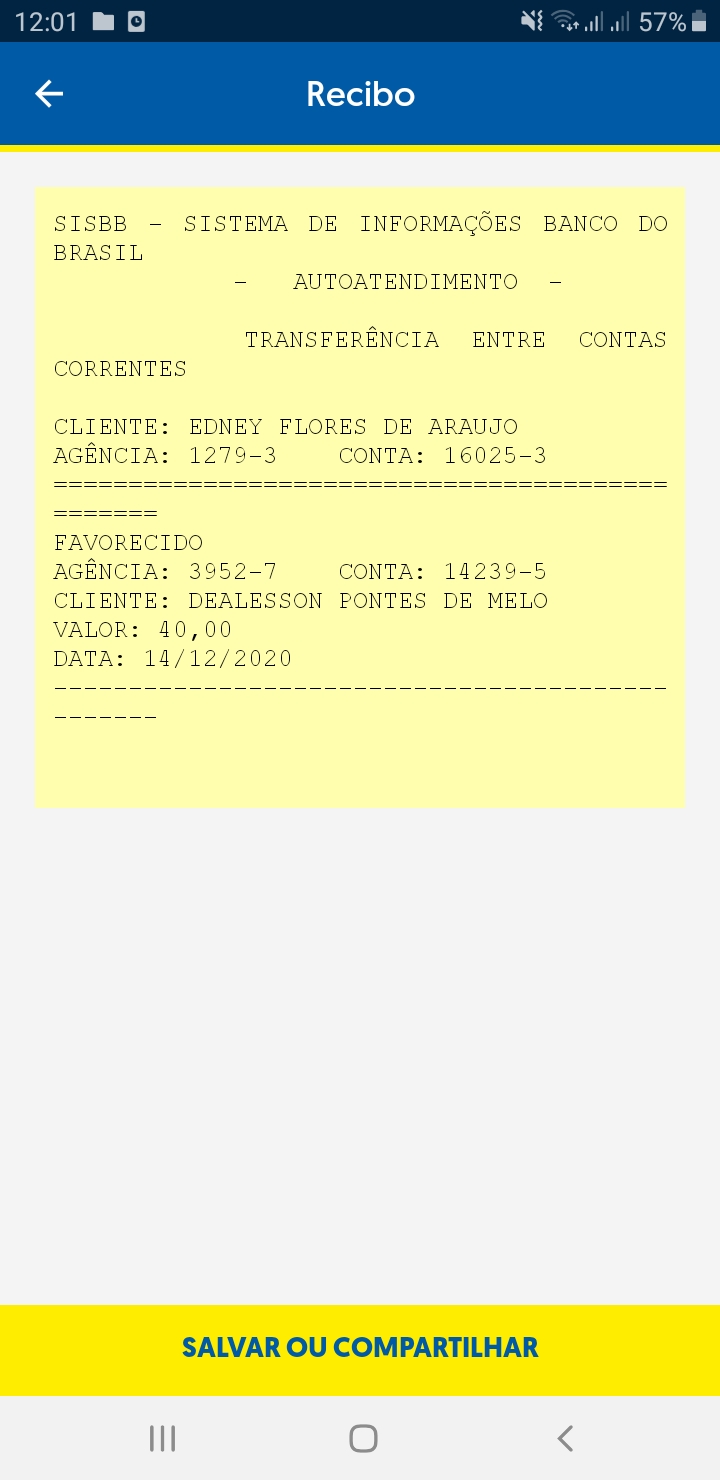 12:01 57%
Recibo
SISBB - SISTEMA DE INFORMAÇÕES BANCO DO
BRASIL
- AUTOATENDIMENTO -
TRANSFERÊNCIA ENTRE CONTAS
CORRENTES
CLIENTE: EDNEY FLORES DE ARAUJO
AGÊNCIA: 1279-3 CONTA: 16025-3
=========================================
=======
FAVORECIDO
AGÊNCIA: 3952-7 CONTA: 14239-5
CLIENTE: DEALESSON PONTES DE MELO
VALOR: 40,00
DATA: 14/12/2020
-----------------------------------------
-------
SALVAR OU COMPARTILHAR